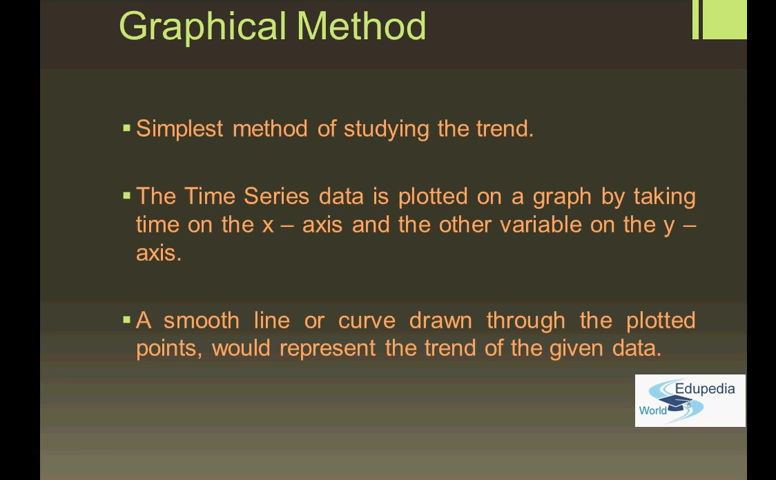 Graphical Method
▪ Simplest method of studying the trend.
▪ The Time Series data is plotted on a graph by taking
time on the x – axis and the other variable on the y –
axis.
▪ A smooth line or curve drawn through the plotted
points, would represent the trend of the given data.
Edupedia
World